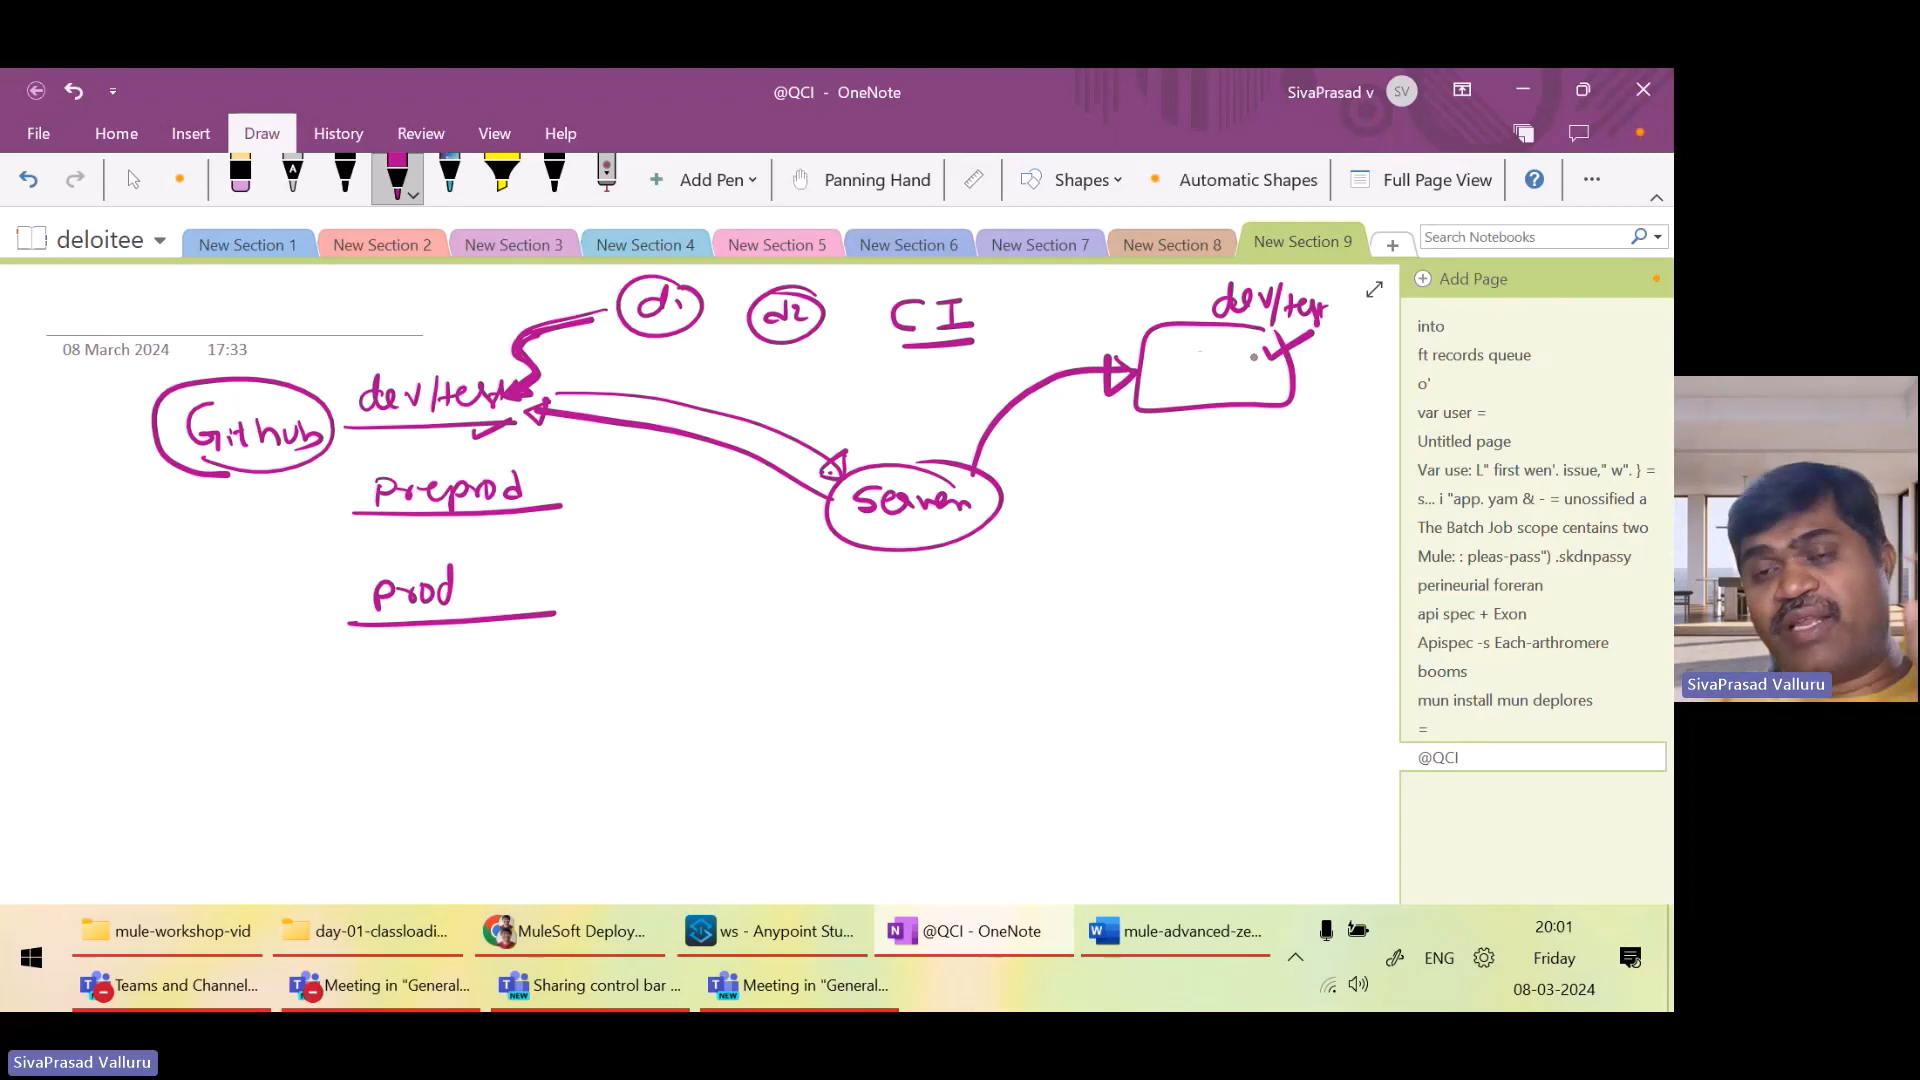 @QCI - OneNote
SivaPrasad v
SV
File
Home
Insert
Draw
History
Review
View
Help
Add Pen
Panning Hand
Shapes
Automatic Shapes
Full Page View
deloitee
New Section 1
New Section 2
New Section 3
New Section 4
New Section 5
New Section 6
New Section 7
New Section 8
New Section 9
Search Notebooks
08 March 2024
17:33
d1
d2
CI
dev/test
Github
dev/test
preprod
prod
server
Add Page
into
ft records queue
o'
var user =
Untitled page
Var use: L" first wen'. issue," w". } =
s... i "app. yam & - = unossified a
The Batch Job scope centains two
Mule: : pleas-pass") .skdnpassy
perineurial foreran
api spec + Exon
Apispec -s Each-arthromere
booms
mun install mun deplores
=
@QCI
SivaPrasad Valluru
mule-workshop-vid
day-01-classloadi...
MuleSoft Deploy...
ws - Anypoint Stu...
@QCI - OneNote
mule-advanced-ze...
Teams and Channel...
Meeting in "General...
Sharing control bar ...
Meeting in "General...
ENG
20:01
Friday
08-03-2024
SivaPrasad Valluru